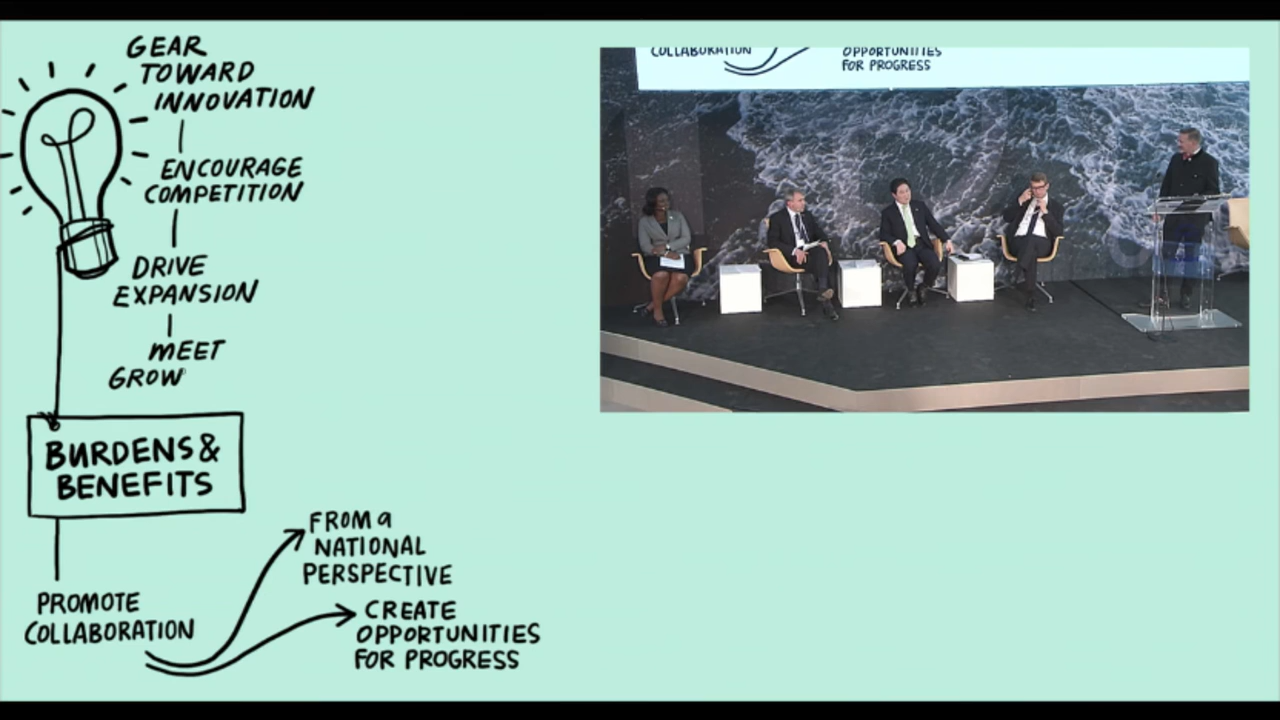 GEAR
TOWARD
INNOVATION
ENCOURAGE
COMPETITION
DRIVE
EXPANSION
MEET
GROW
BURDENS &
BENEFITS
PROMOTE
COLLABORATION
FROM a
NATIONAL
PERSPECTIVE
CREATE
OPPORTUNITIES
FOR PROGRESS
COLLABORATION
OPPORTUNITIES
FOR PROGRESS